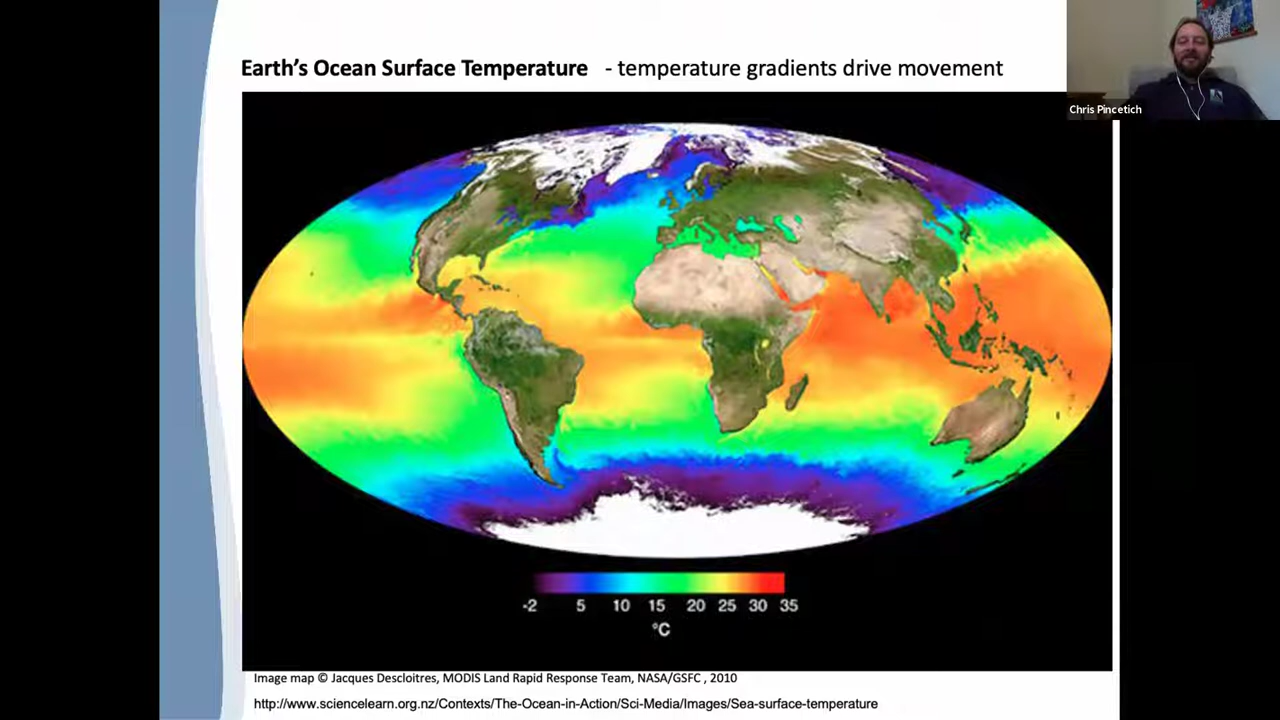 Earth's Ocean Surface Temperature - temperature gradients drive movement
Chris Pincetich
-2 5 10 15 20 25 30 35
°C
Image map © Jacques Descloitres, MODIS Land Rapid Response Team, NASA/GSFC , 2010
http://www.sciencelearn.org.nz/Contexts/The-Ocean-in-Action/Sci-Media/Images/Sea-surface-temperature